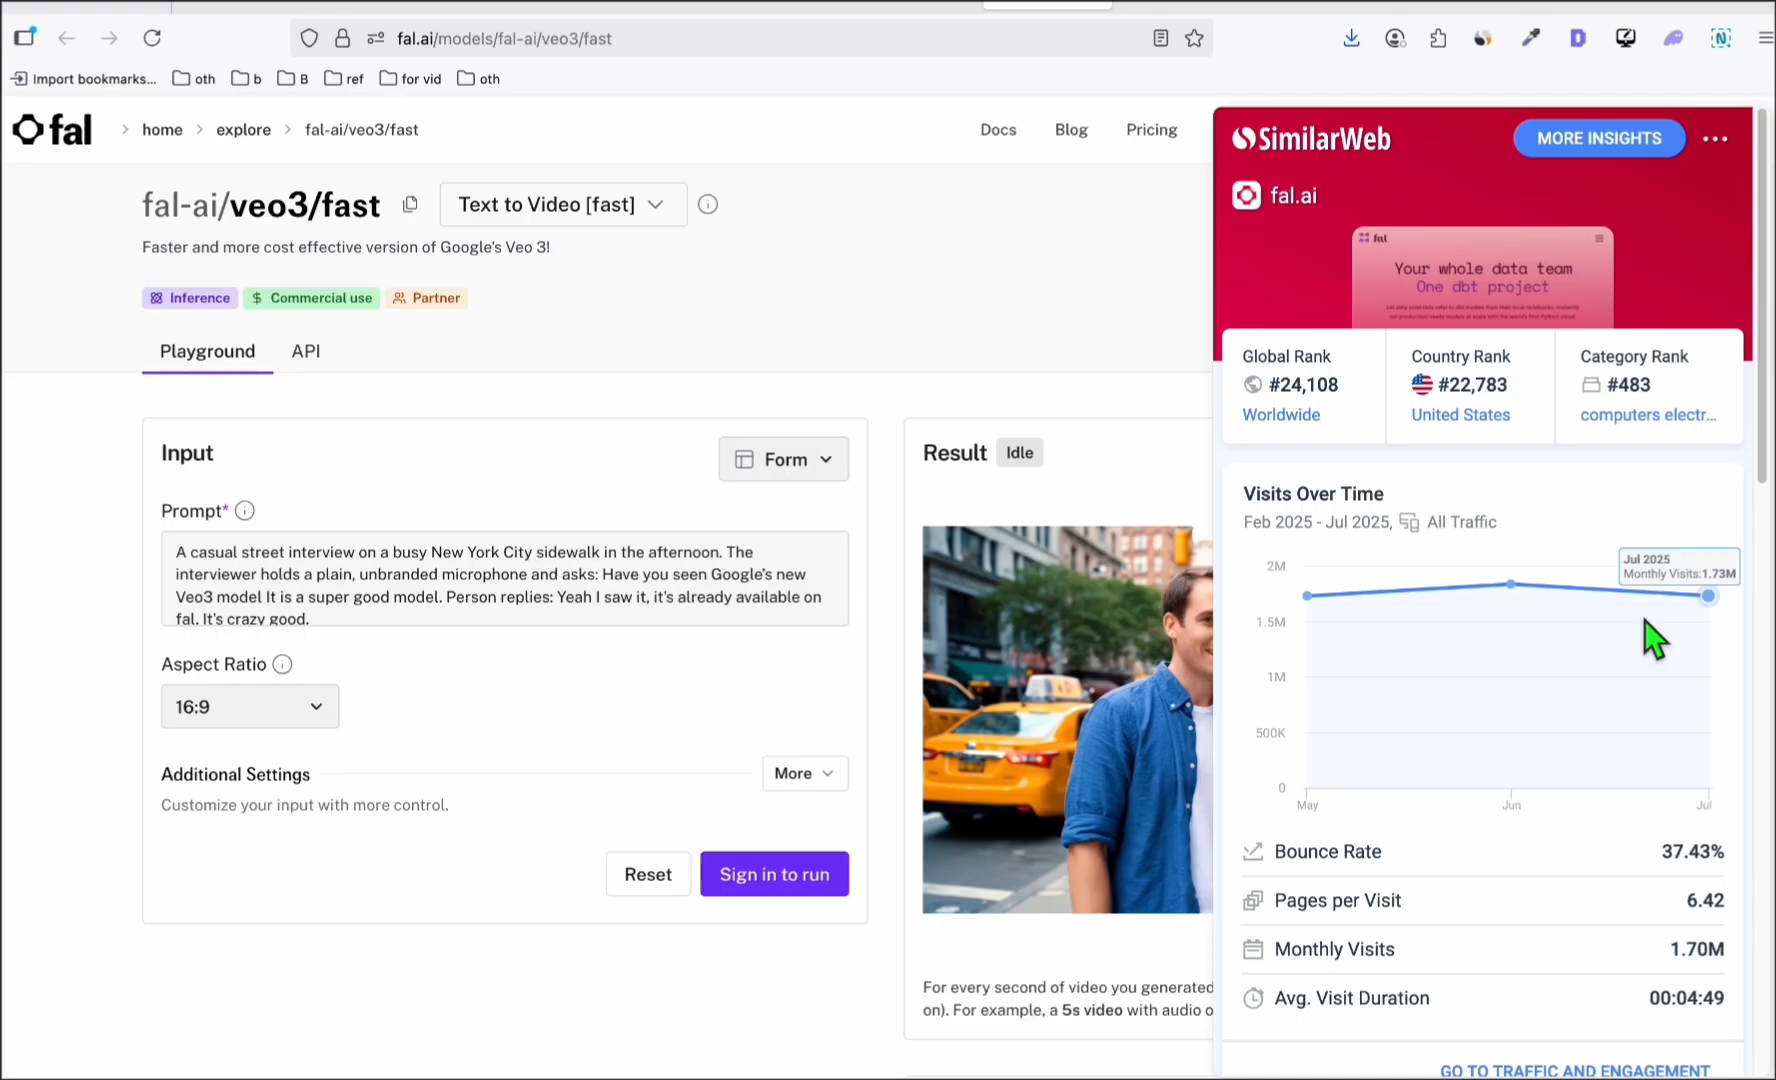 fal.ai/models/fal-ai/veo3/fast
Import bookmarks...
oth
b
B
ref
for vid
oth
fal
home
explore
fal-ai/veo3/fast
Docs
Blog
Pricing
fal-ai/veo3/fast
Text to Video [fast]
Faster and more cost effective version of Google's Veo 3!
Inference
Commercial use
Partner
Playground
API
Input
Form
Prompt*
A casual street interview on a busy New York City sidewalk in the afternoon. The
interviewer holds a plain, unbranded microphone and asks: Have you seen Google's new
Veo3 model It is a super good model. Person replies: Yeah I saw it, it's already available on
fal. It's crazy good.
Aspect Ratio
16:9
Additional Settings
More
Customize your input with more control.
Reset
Sign in to run
Result
Idle
For every second of video you generated
on). For example, a 5s video with audio o
SimilarWeb
MORE INSIGHTS
fal.ai
fal
Your whole data team
One dbt project
Global Rank
#24,108
Worldwide
Country Rank
#22,783
United States
Category Rank
#483
computers electr...
Visits Over Time
Feb 2025 - Jul 2025,
All Traffic
Jul 2025
Monthly Visits:1.73M
2M
1.5M
1M
500K
0
May
Jun
Jul
Bounce Rate
37.43%
Pages per Visit
6.42
Monthly Visits
1.70M
Avg. Visit Duration
00:04:49
GO TO TRAFFIC AND ENGAGEMENT